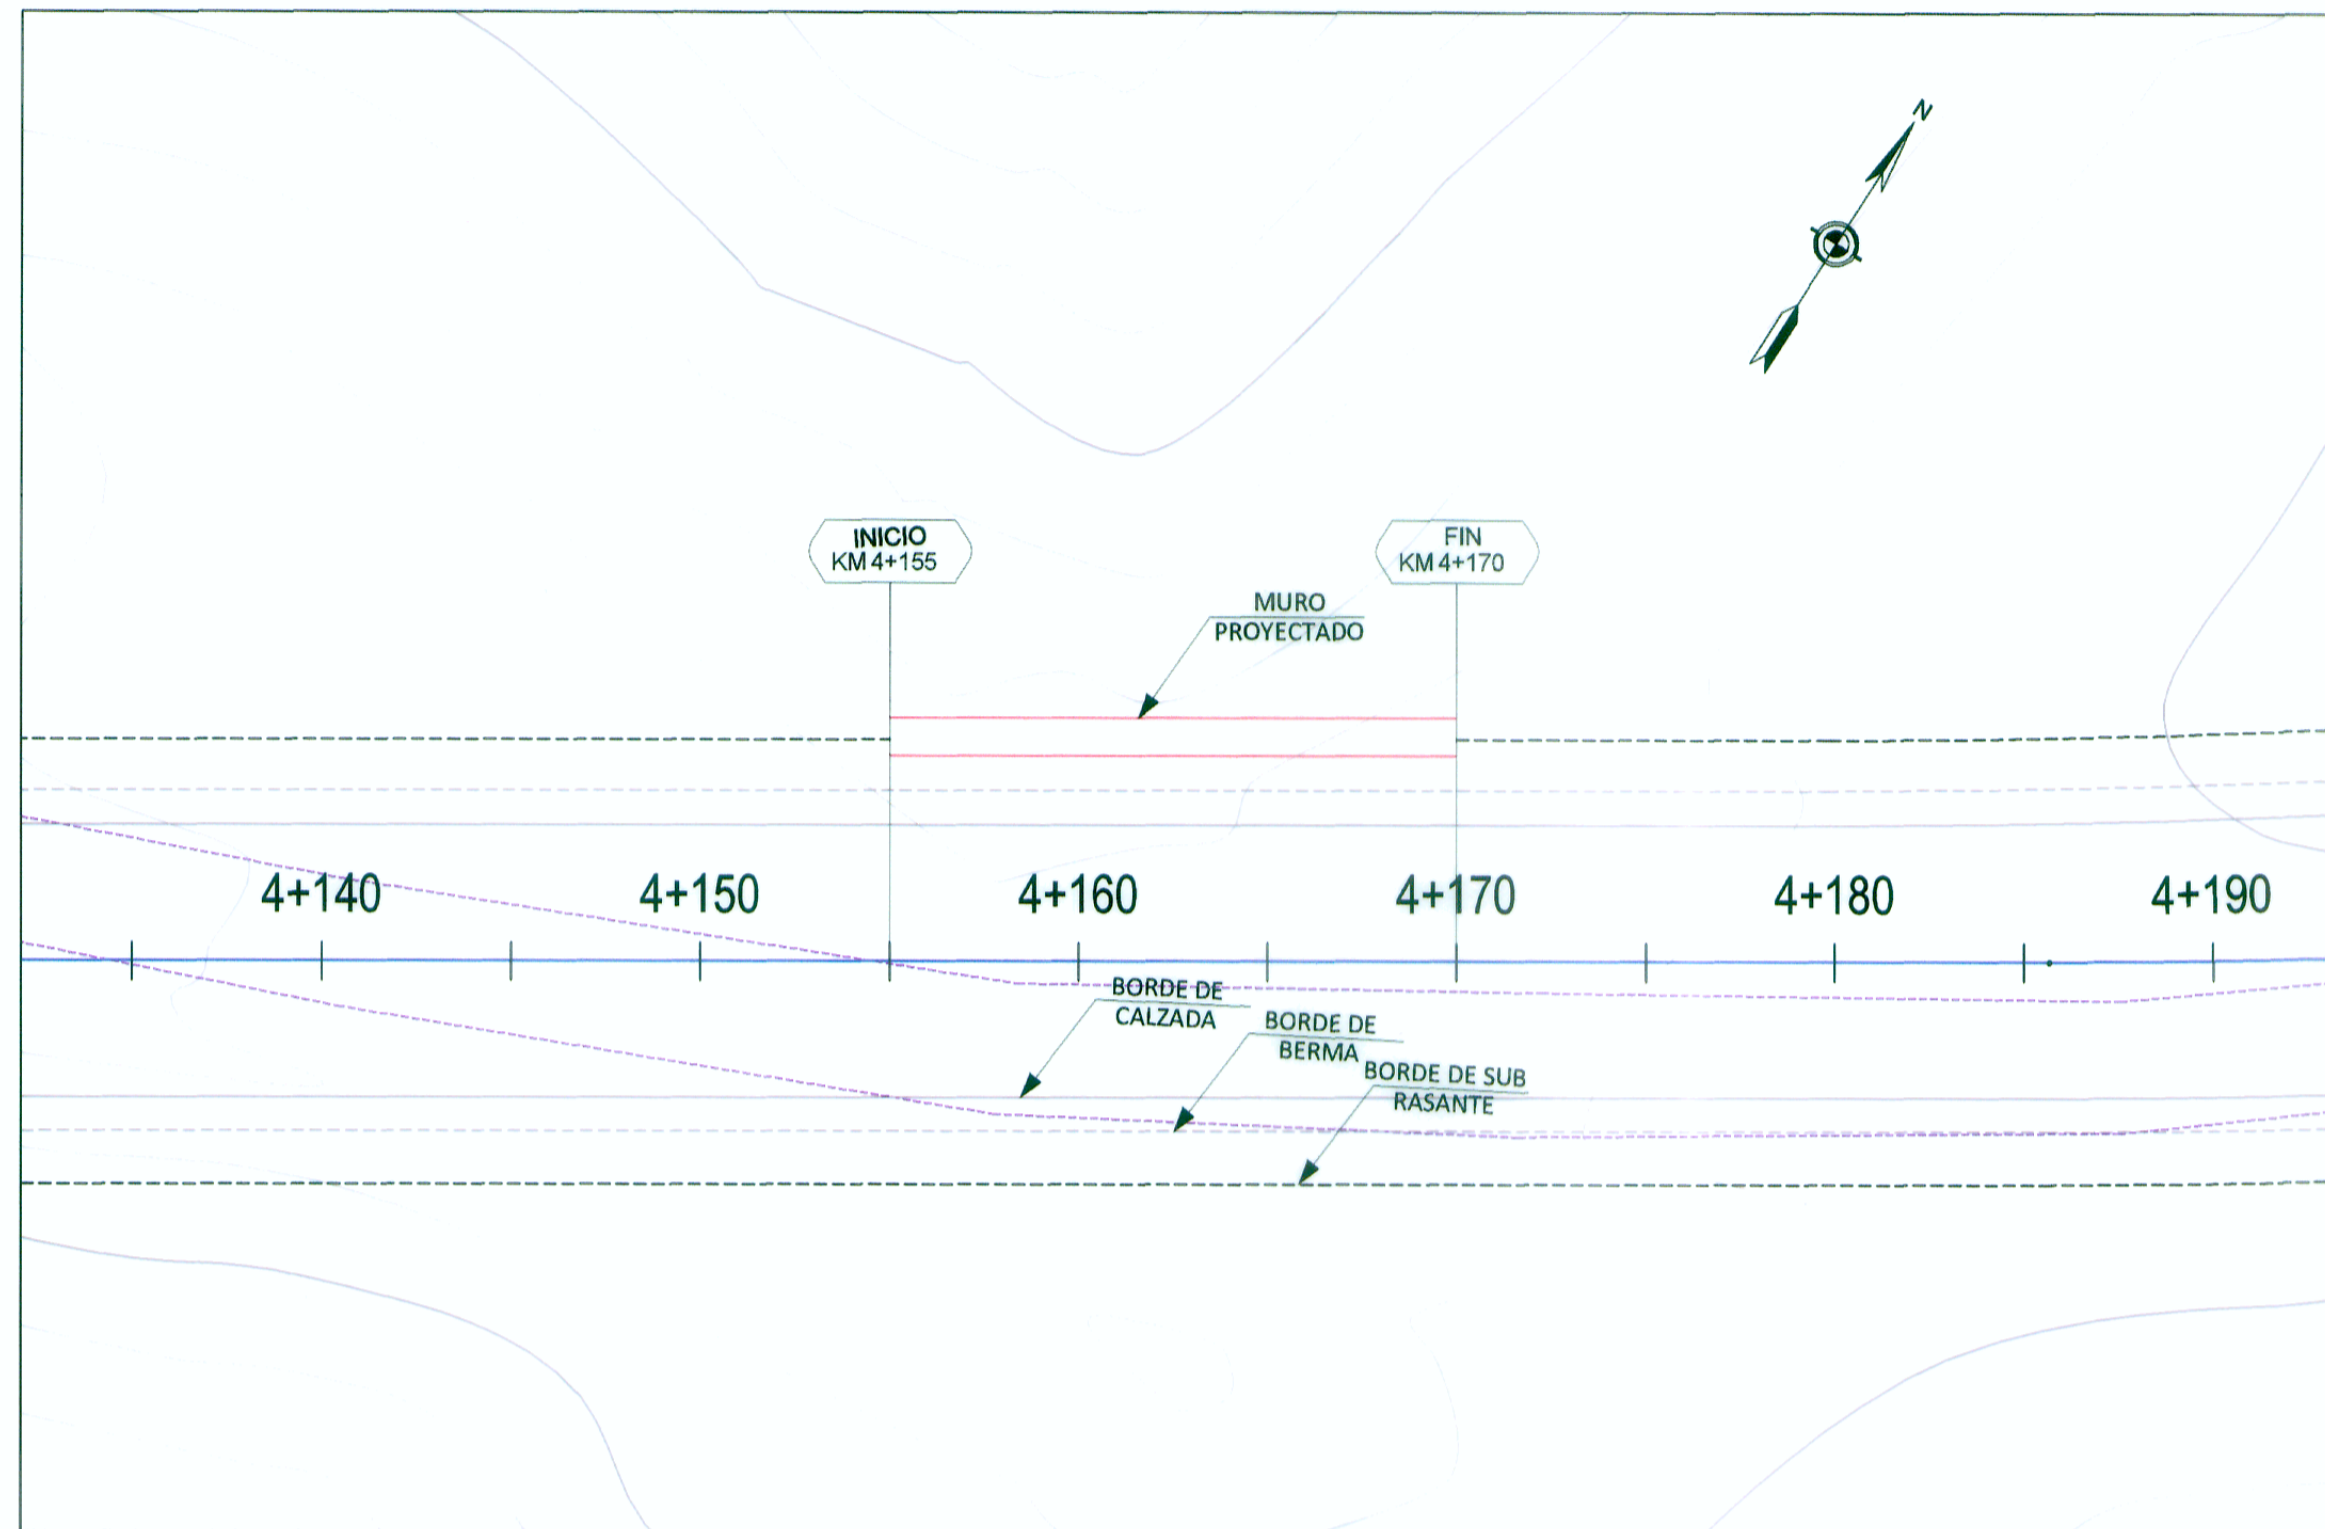 N
INICIO
KM 4+155
FIN
KM 4+170
MURO
PROYECTADO
4+140
4+150
4+160
4+170
4+180
4+190
BORDE DE
CALZADA
BORDE DE
BERMA
BORDE DE SUB
RASANTE